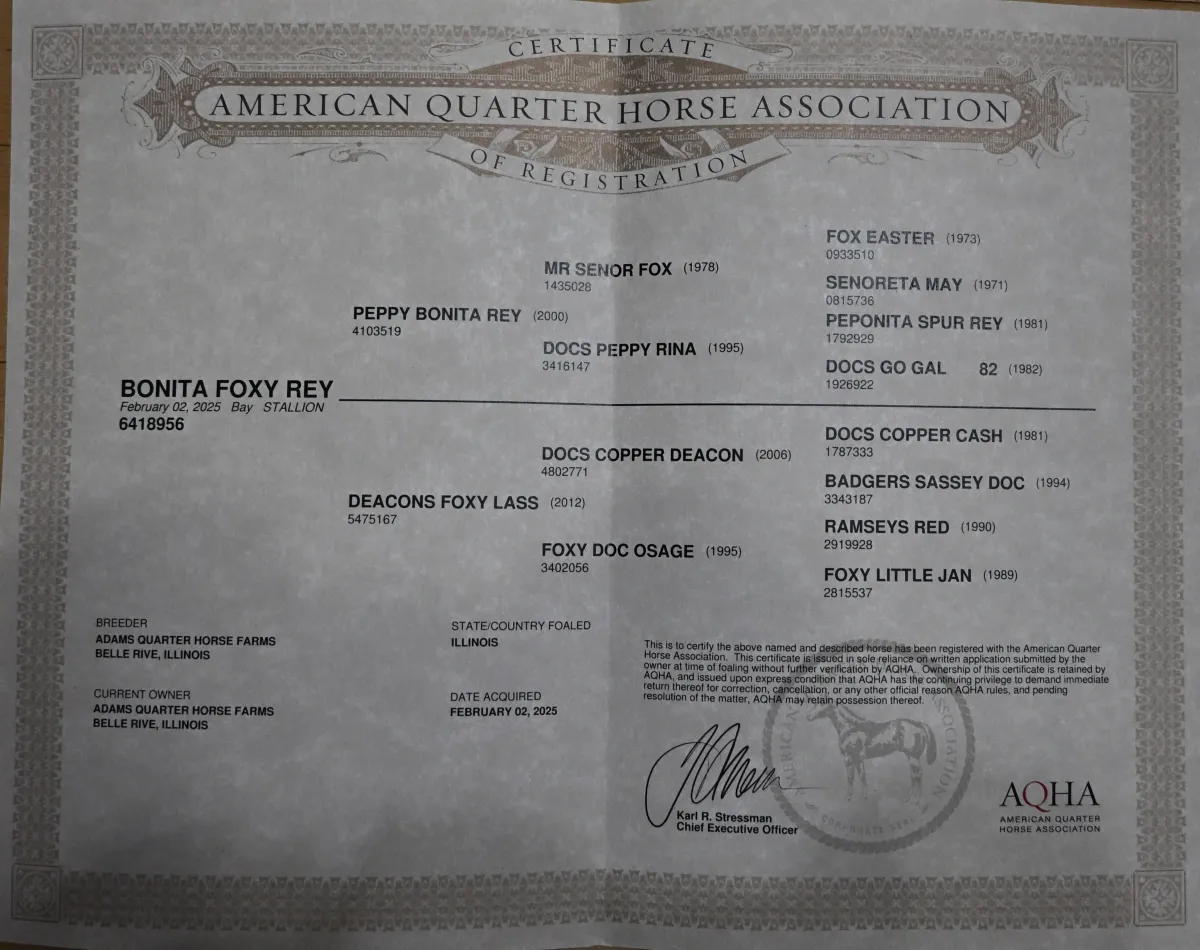 CERTIFICATE
AMERICAN QUARTER HORSE ASSOCIATION
OF REGISTRATION
FOX EASTER (1973)
0933510
MR SENOR FOX (1978)
1435028
SENORETA MAY (1971)
0815736
PEPPY BONITA REY (2000)
4103519
PEPONITA SPUR REY (1981)
1792929
DOCS PEPPY RINA (1995)
3416147
DOCS GO GAL 82 (1982)
1926922
BONITA FOXY REY
February 02, 2025 Bay STALLION
6418956
DOCS COPPER CASH (1981)
1787333
DOCS COPPER DEACON (2006)
4802771
BADGERS SASSEY DOC (1994)
3343187
DEACONS FOXY LASS (2012)
5475167
RAMSEYS RED (1990)
2919928
FOXY DOC OSAGE (1995)
3402056
FOXY LITTLE JAN (1989)
2815537
BREEDER
ADAMS QUARTER HORSE FARMS
BELLE RIVE, ILLINOIS
STATE/COUNTRY FOALED
ILLINOIS
CURRENT OWNER
ADAMS QUARTER HORSE FARMS
BELLE RIVE, ILLINOIS
DATE ACQUIRED
FEBRUARY 02, 2025
This is to certify the above named and described horse has been registered with the American Quarter
Horse Association. This certificate is issued in sole reliance on written application submitted by the
owner at time of foaling without further verification by AQHA. Ownership of this certificate is retained by
AQHA, and issued upon express condition that AQHA has the continuing privilege to demand immediate
return thereof for correction, cancellation, or any other official reason AQHA rules, and pending
resolution of the matter, AQHA may retain possession thereof.
Karl R. Stressman
Chief Executive Officer
AMERICAN ASSOCIATION
CORPORATE SEAL
AQHA
AMERICAN QUARTER
HORSE ASSOCIATION